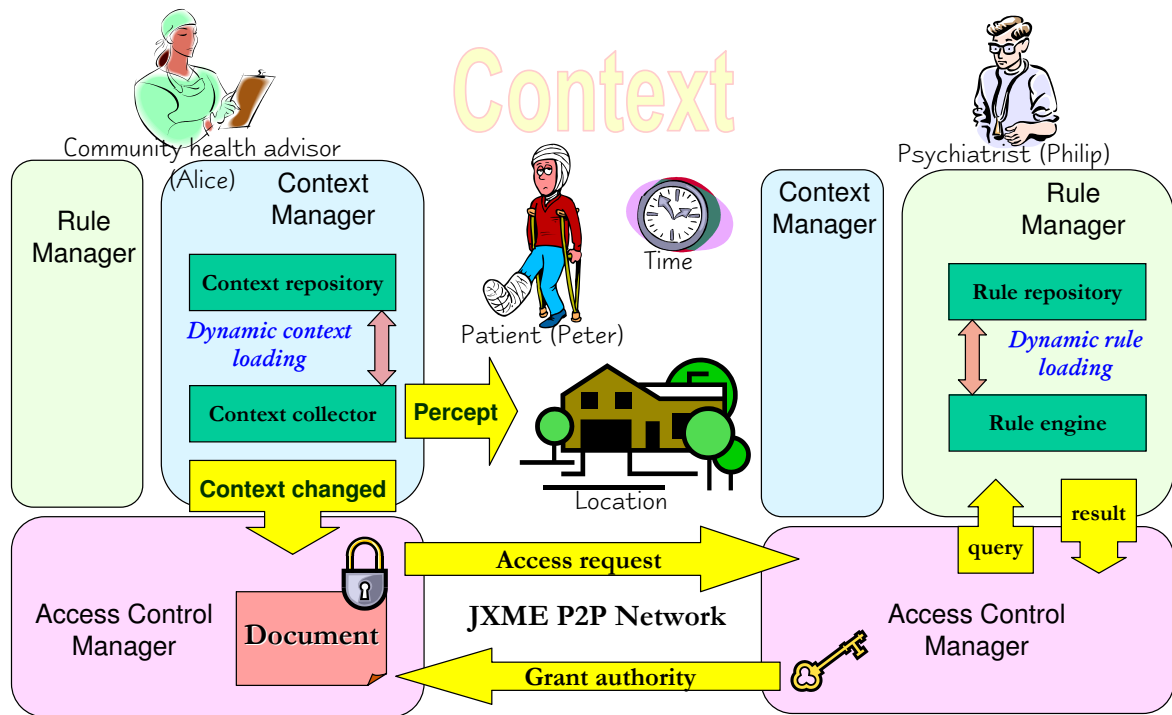 Context
Community health advisor
(Alice)
Psychiatrist (Philip)
Rule
Manager
Context
Manager
Context repository
Dynamic context
loading
Context collector
Context changed
Percept
Patient (Peter)
Time
Location
Context
Manager
Rule
Manager
Rule repository
Dynamic rule
loading
Rule engine
query
result
Access Control
Manager
Document
Access request
JXME P2P Network
Grant authority
Access Control
Manager